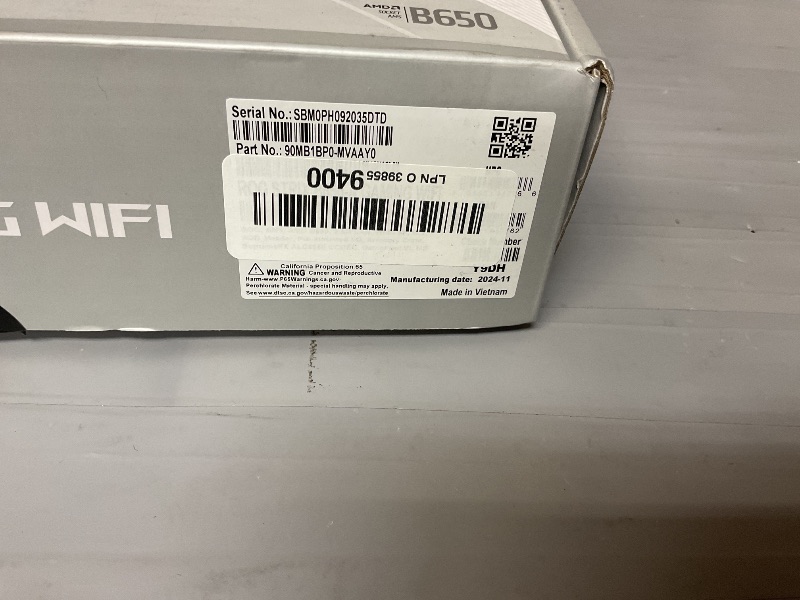 AMD
SOCKET
AM5
B650
G WIFI
Serial No.: SBM0PH092035DTD
Part No.: 90MB1BP0-MVAAY0
LPN O 39855 9400
California Proposition 65
WARNING Cancer and Reproductive
Harm-www.P65Warnings.ca.gov
Perchlorate Material - special handling may apply.
See www.dtsc.ca.gov/hazardouswaste/perchlorate
Y9DH
Manufacturing date: 2024-11
Made in Vietnam